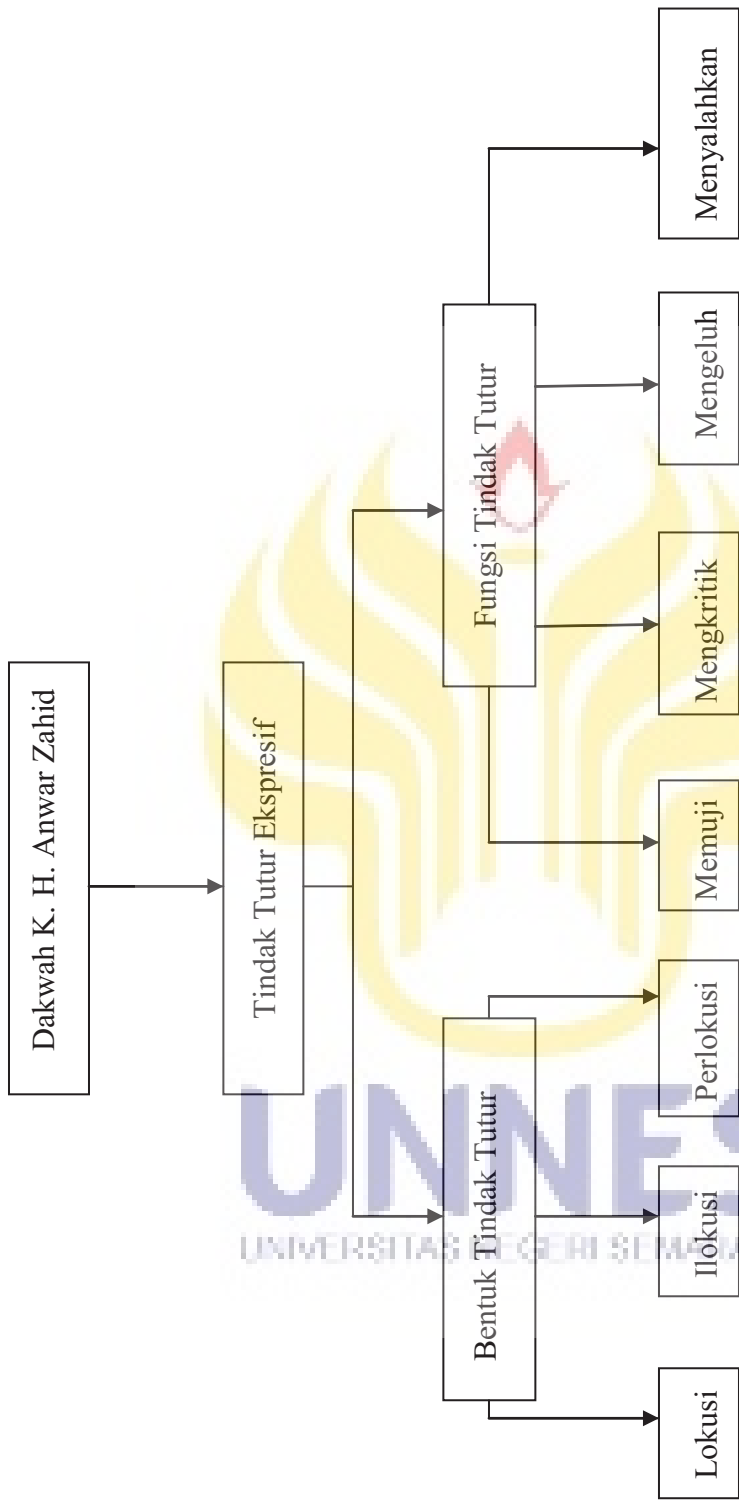 Dakwah K. H. Anwar Zahid
Tindak Tutur Ekspresif
Bentuk Tindak Tutur
Fungsi Tindak Tutur
Lokusi
Ilokusi
Perlokusi
Memuji
Mengkritik
Mengeluh
Menyalahkan
UNNES
UNIVERSITAS NEGERI